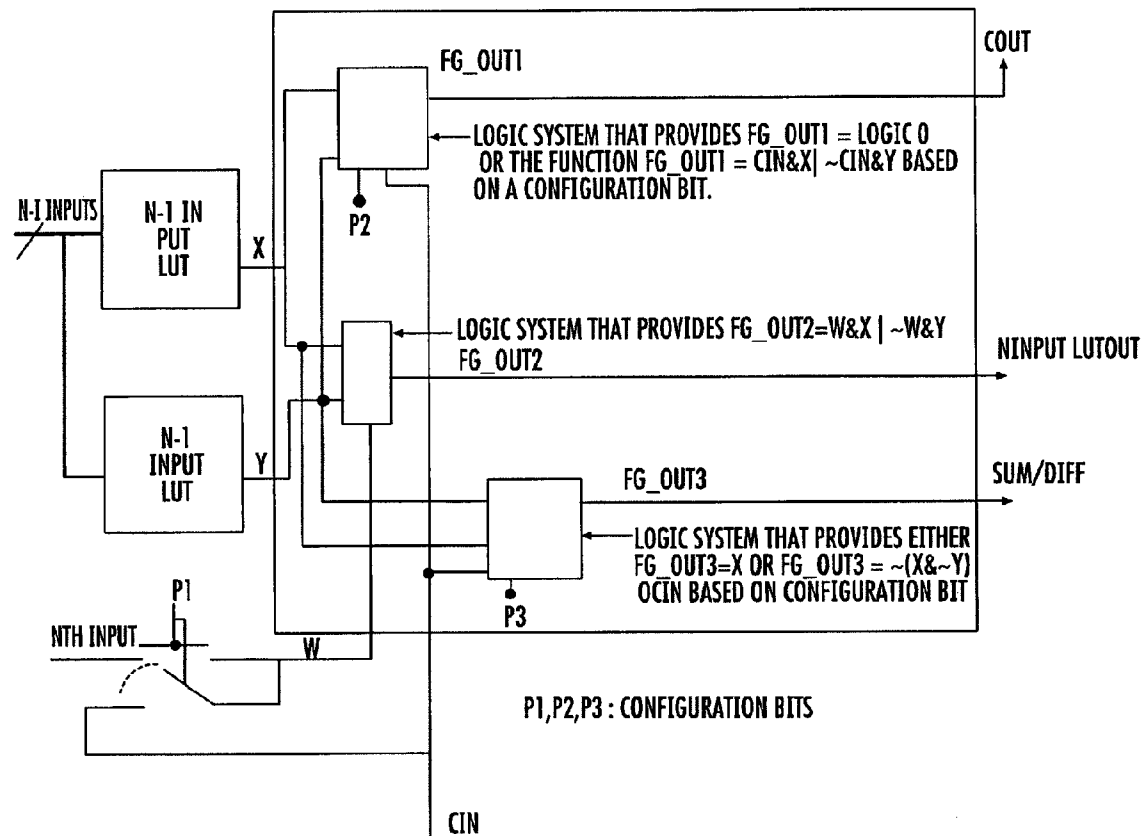 COUT
FG_OUT1
LOGIC SYSTEM THAT PROVIDES FG_OUT1 = LOGIC 0
OR THE FUNCTION FG_OUT1 = CIN&X| ~CIN&Y BASED
ON A CONFIGURATION BIT.
P2
N-I INPUTS
N-1 IN
PUT
LUT
X
LOGIC SYSTEM THAT PROVIDES FG_OUT2=W&X | ~W&Y
FG_OUT2
NINPUT LUTOUT
N-1
INPUT
LUT
Y
FG_OUT3
SUM/DIFF
LOGIC SYSTEM THAT PROVIDES EITHER
FG_OUT3=X OR FG_OUT3 = ~(X&~Y)
OCIN BASED ON CONFIGURATION BIT
P3
P1
NTH INPUT
W
P1,P2,P3 : CONFIGURATION BITS
CIN